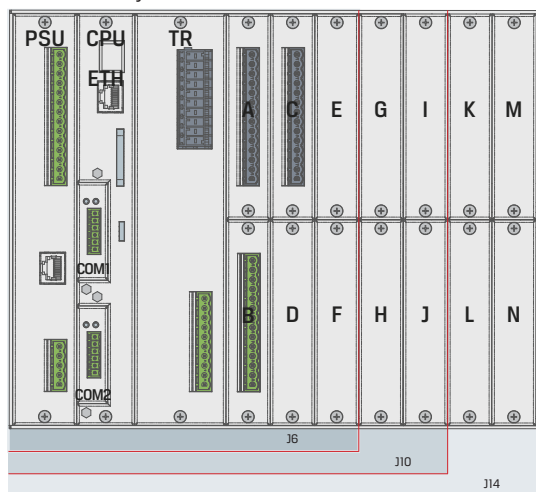 PSU CPU TR
ETH
A C E G I K M
COM1
B D F H J L N
COM2
J6
J10
J14